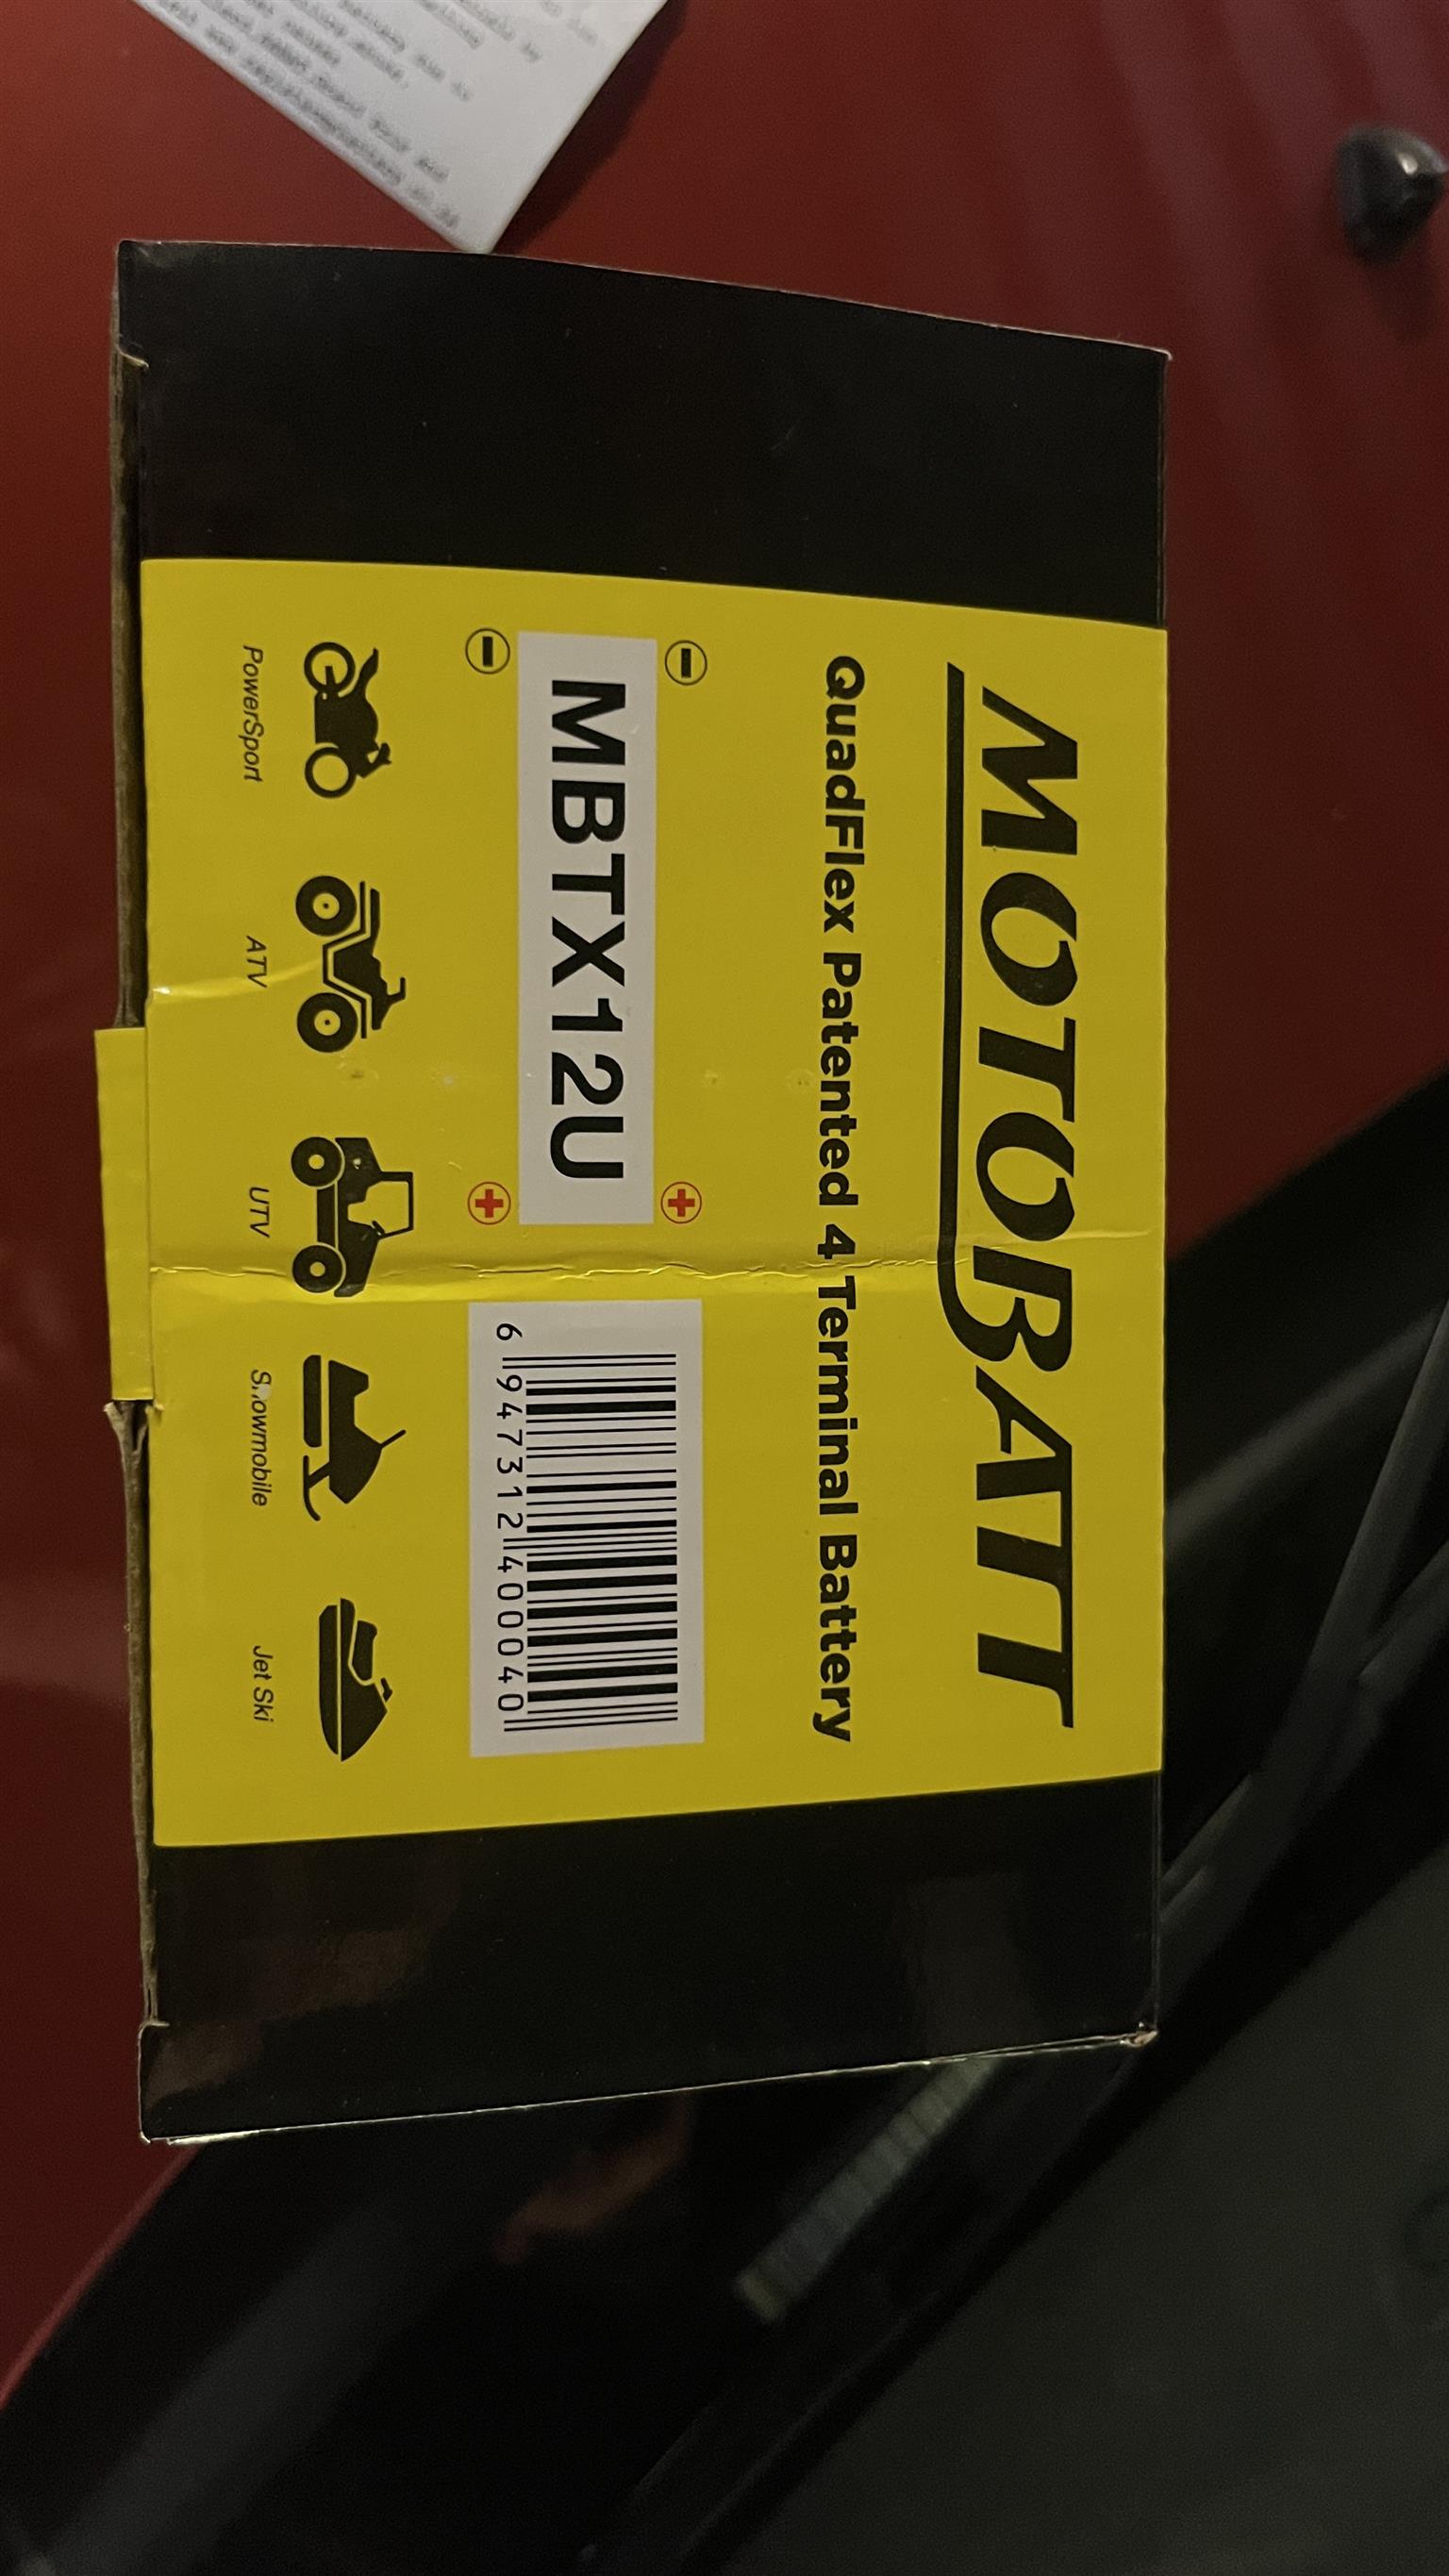 MOTOBATT
QuadFlex Patented 4 Terminal Battery
MBTX12U
6 947312 400040
PowerSport
ATV
UTV
Snowmobile
Jet Ski